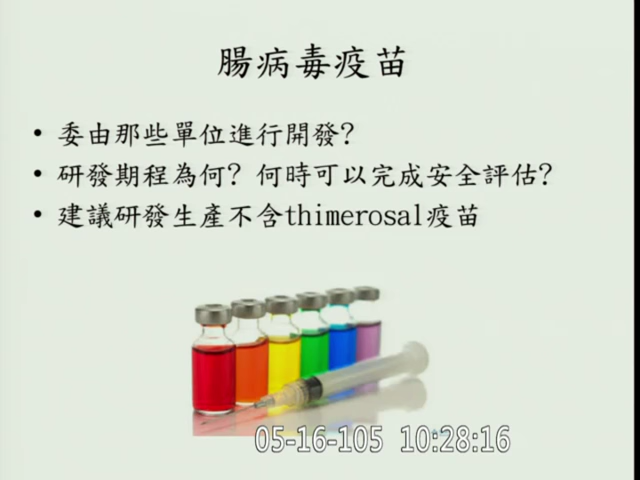 腸病毒疫苗
• 委由那些單位進行開發?
• 研發期程為何? 何時可以完成安全評估?
• 建議研發生產不含thimerosal疫苗
05-16-105 10:28:16